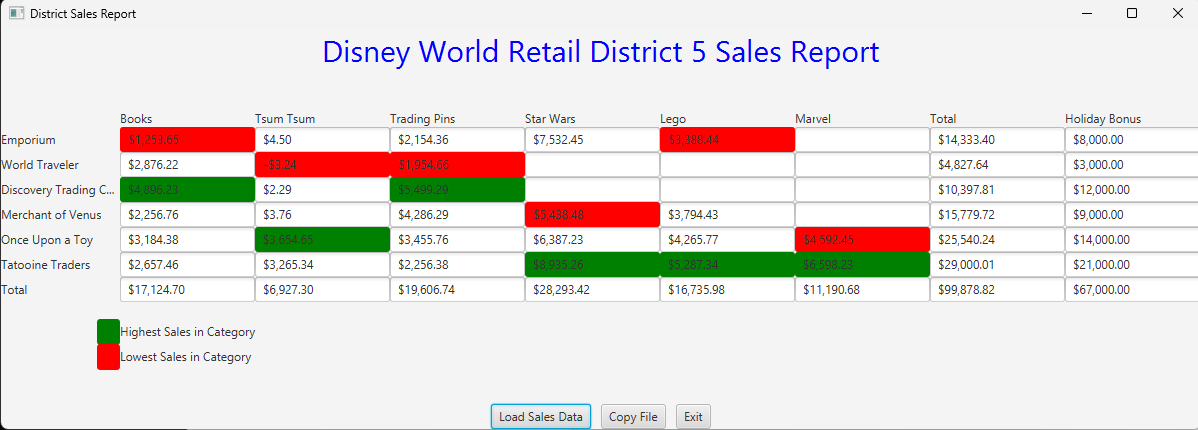 District Sales Report
Disney World Retail District 5 Sales Report
Books Tsum Tsum Trading Pins Star Wars Lego Marvel Total Holiday Bonus
Emporium $1,253.65 $4.50 $2,154.36 $7,532.45 $3,388.44 $14,333.40 $8,000.00
World Traveler $2,876.22 -$3.24 $1,954.66 $4,827.64 $3,000.00
Discovery Trading C... $4,896.23 $2.29 $5,499.29 $10,397.81 $12,000.00
Merchant of Venus $2,256.76 $3.76 $4,286.29 $5,438.48 $3,794.43 $15,779.72 $9,000.00
Once Upon a Toy $3,184.38 $3,654.65 $3,455.76 $6,387.23 $4,265.77 $4,592.45 $25,540.24 $14,000.00
Tatooine Traders $2,657.46 $3,265.34 $2,256.38 $8,935.26 $5,287.34 $6,598.23 $29,000.01 $21,000.00
Total $17,124.70 $6,927.30 $19,606.74 $28,293.42 $16,735.98 $11,190.68 $99,878.82 $67,000.00
Highest Sales in Category
Lowest Sales in Category
Load Sales Data Copy File Exit